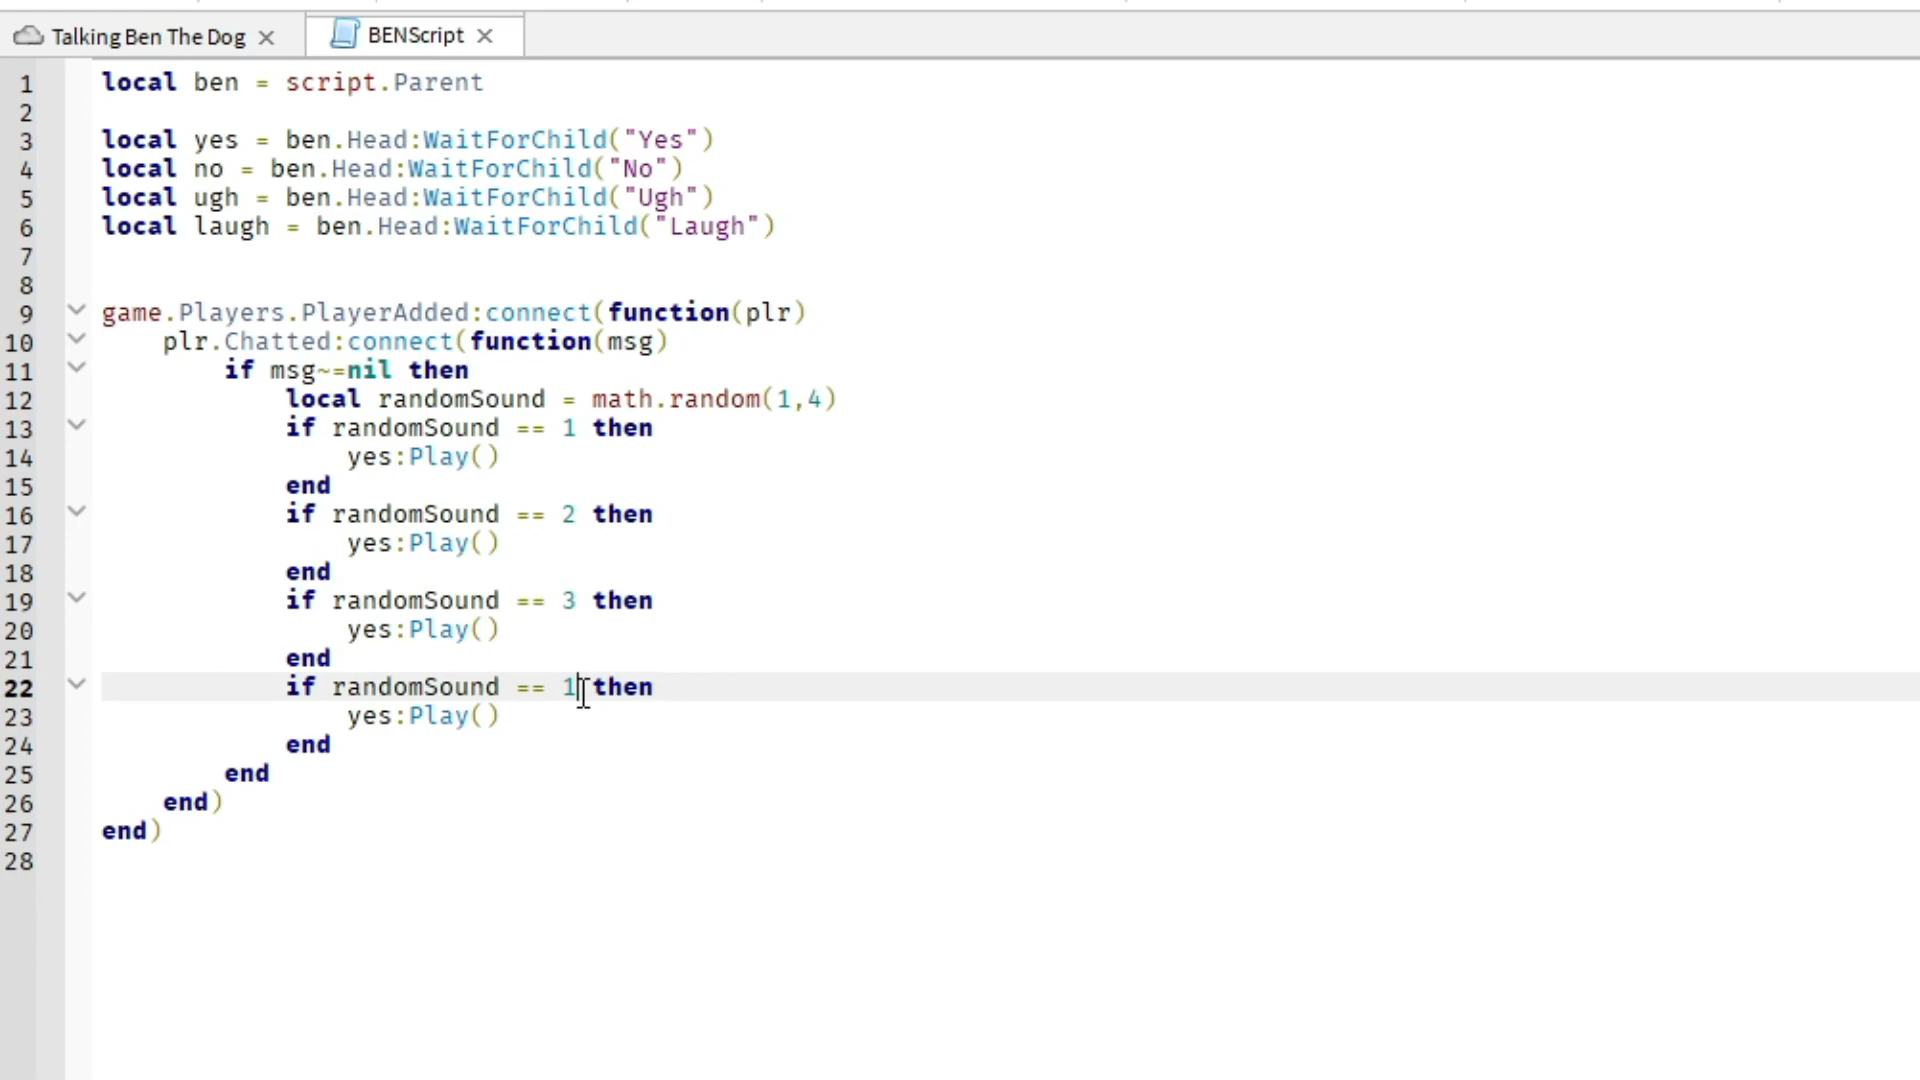 Talking Ben The Dog × BENScript ×
1 local ben = script.Parent
2
3 local yes = ben.Head:WaitForChild("Yes")
4 local no = ben.Head:WaitForChild("No")
5 local ugh = ben.Head:WaitForChild("Ugh")
6 local laugh = ben.Head:WaitForChild("Laugh")
7
8
9 game.Players.PlayerAdded:connect(function(plr)
10 plr.Chatted:connect(function(msg)
11 if msg~=nil then
12 local randomSound = math.random(1,4)
13 if randomSound == 1 then
14 yes:Play()
15 end
16 if randomSound == 2 then
17 yes:Play()
18 end
19 if randomSound == 3 then
20 yes:Play()
21 end
22 if randomSound == 1 then
23 yes:Play()
24 end
25 end
26 end)
27 end)
28